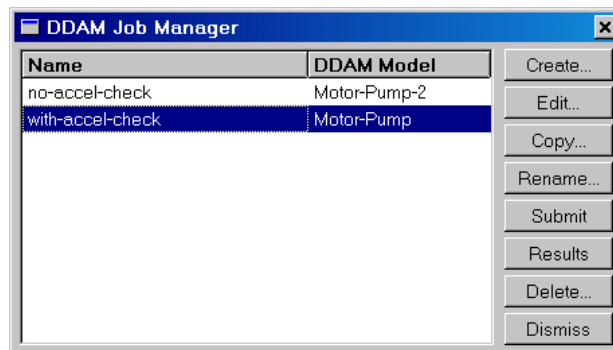 DDAM Job Manager
Name DDAM Model
no-accel-check Motor-Pump-2
with-accel-check Motor-Pump
Create...
Edit...
Copy...
Rename...
Submit
Results
Delete...
Dismiss